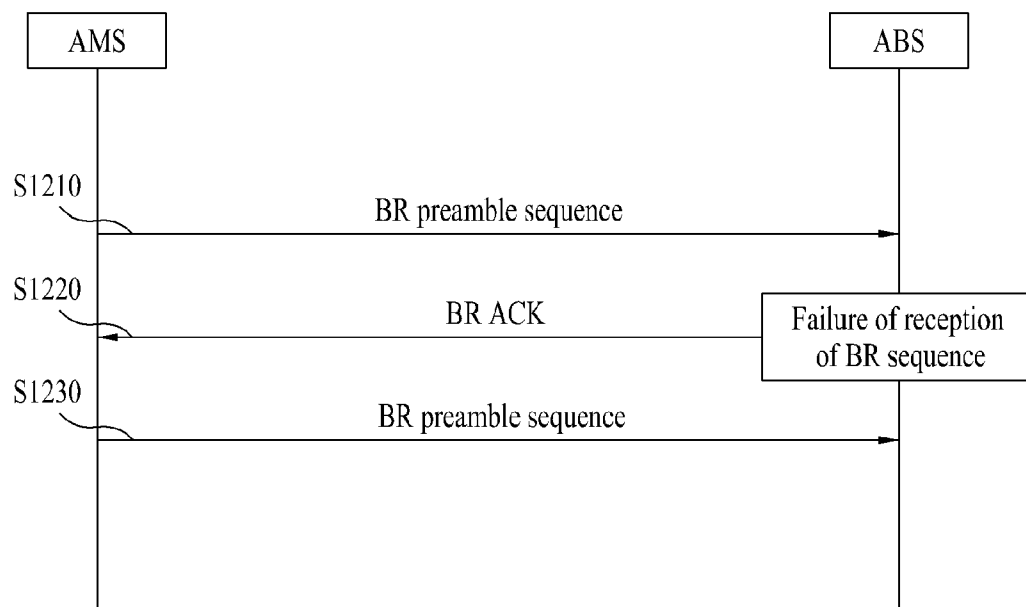 AMS
ABS
S1210
BR preamble sequence
S1220
BR ACK
Failure of reception
of BR sequence
S1230
BR preamble sequence